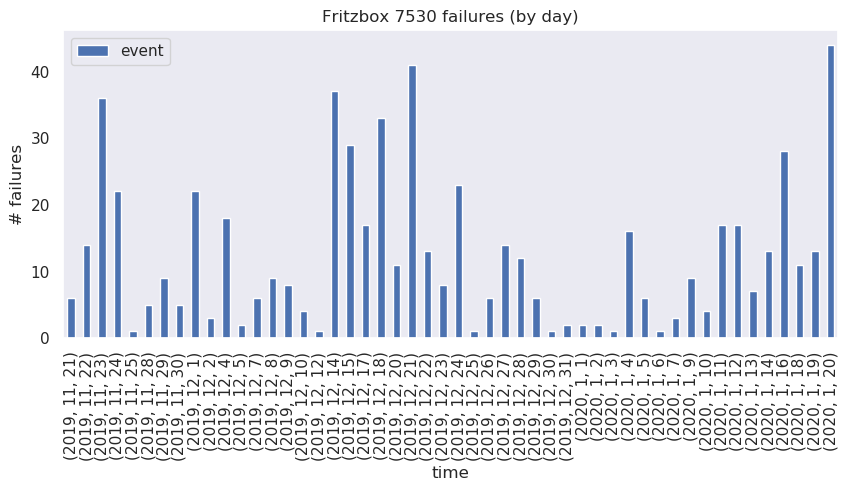 Fritzbox 7530 failures (by day)
event
# failures
40
30
20
10
0
(2019, 11, 21)
(2019, 11, 22)
(2019, 11, 23)
(2019, 11, 24)
(2019, 11, 25)
(2019, 11, 28)
(2019, 11, 29)
(2019, 11, 30)
(2019, 12, 1)
(2019, 12, 2)
(2019, 12, 4)
(2019, 12, 5)
(2019, 12, 7)
(2019, 12, 8)
(2019, 12, 9)
(2019, 12, 10)
(2019, 12, 12)
(2019, 12, 14)
(2019, 12, 15)
(2019, 12, 17)
(2019, 12, 18)
(2019, 12, 20)
(2019, 12, 21)
(2019, 12, 22)
(2019, 12, 23)
(2019, 12, 24)
(2019, 12, 25)
(2019, 12, 26)
(2019, 12, 27)
(2019, 12, 28)
(2019, 12, 29)
(2019, 12, 30)
(2019, 12, 31)
(2020, 1, 1)
(2020, 1, 2)
(2020, 1, 3)
(2020, 1, 4)
(2020, 1, 5)
(2020, 1, 6)
(2020, 1, 7)
(2020, 1, 9)
(2020, 1, 10)
(2020, 1, 11)
(2020, 1, 12)
(2020, 1, 13)
(2020, 1, 14)
(2020, 1, 16)
(2020, 1, 18)
(2020, 1, 19)
(2020, 1, 20)
time